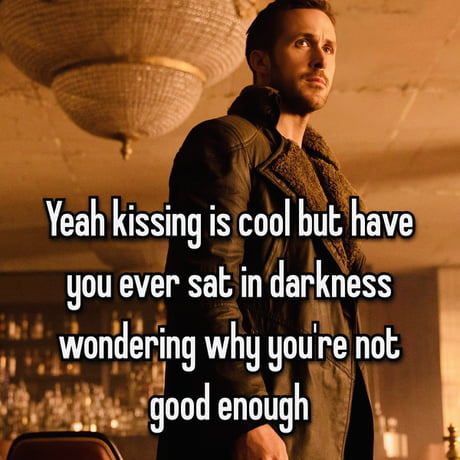 Yeah kissing is cool but have
you ever sat in darkness
wondering why you're not
good enough